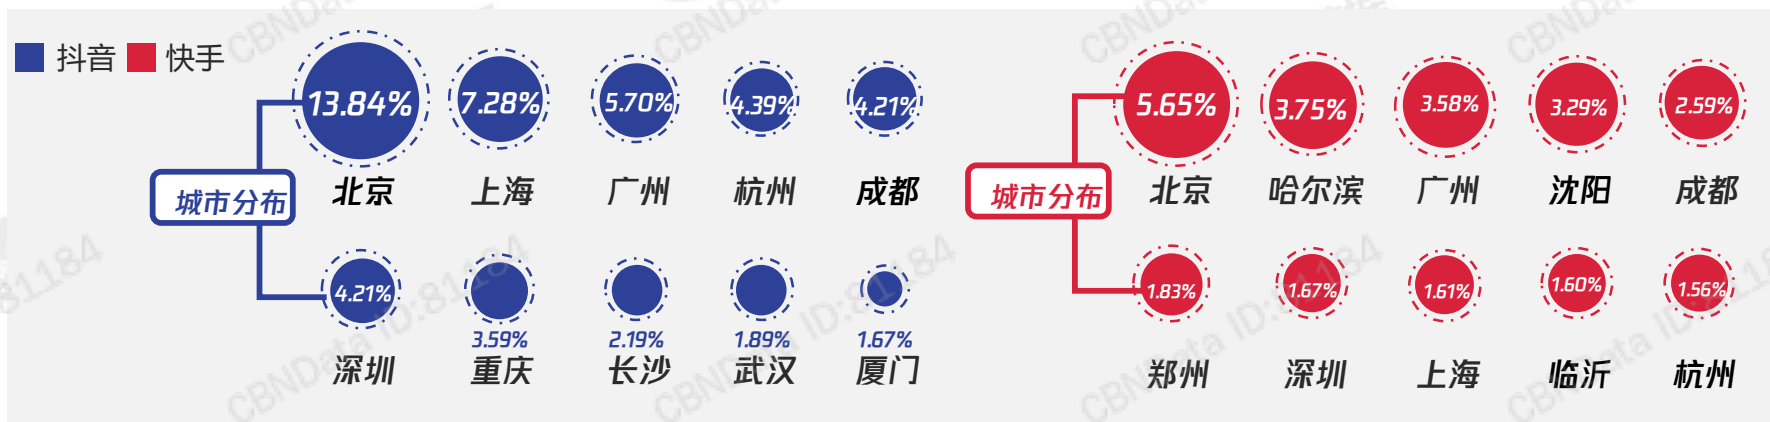 抖音 快手
13.84% 7.28% 5.70% 4.39% 4.21%
城市分布
北京 上海 广州 杭州 成都
4.21%
3.59% 2.19% 1.89% 1.67%
深圳 重庆 长沙 武汉 厦门
5.65% 3.75% 3.58% 3.29% 2.59%
城市分布
北京 哈尔滨 广州 沈阳 成都
1.83% 1.67% 1.61% 1.60% 1.56%
郑州 深圳 上海 临沂 杭州
CBNData ID:81184